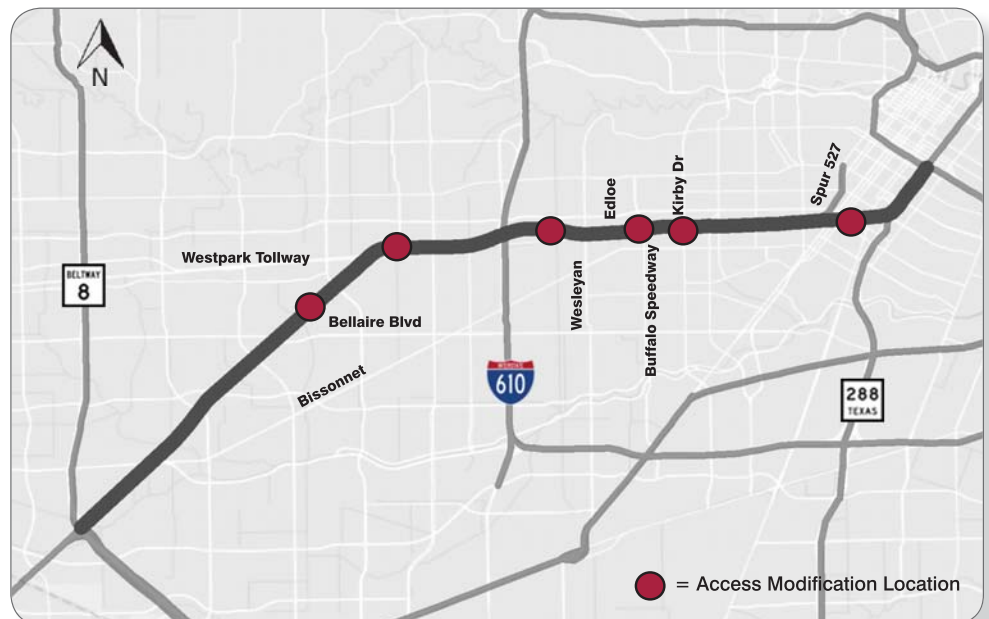 N
Spur 527
Kirby Dr
Edloe
Westpark Tollway
BELTWAY
8
Wesleyan
Buffalo Speedway
Bellaire Blvd
Bissonnet
610
288
TEXAS
= Access Modification Location